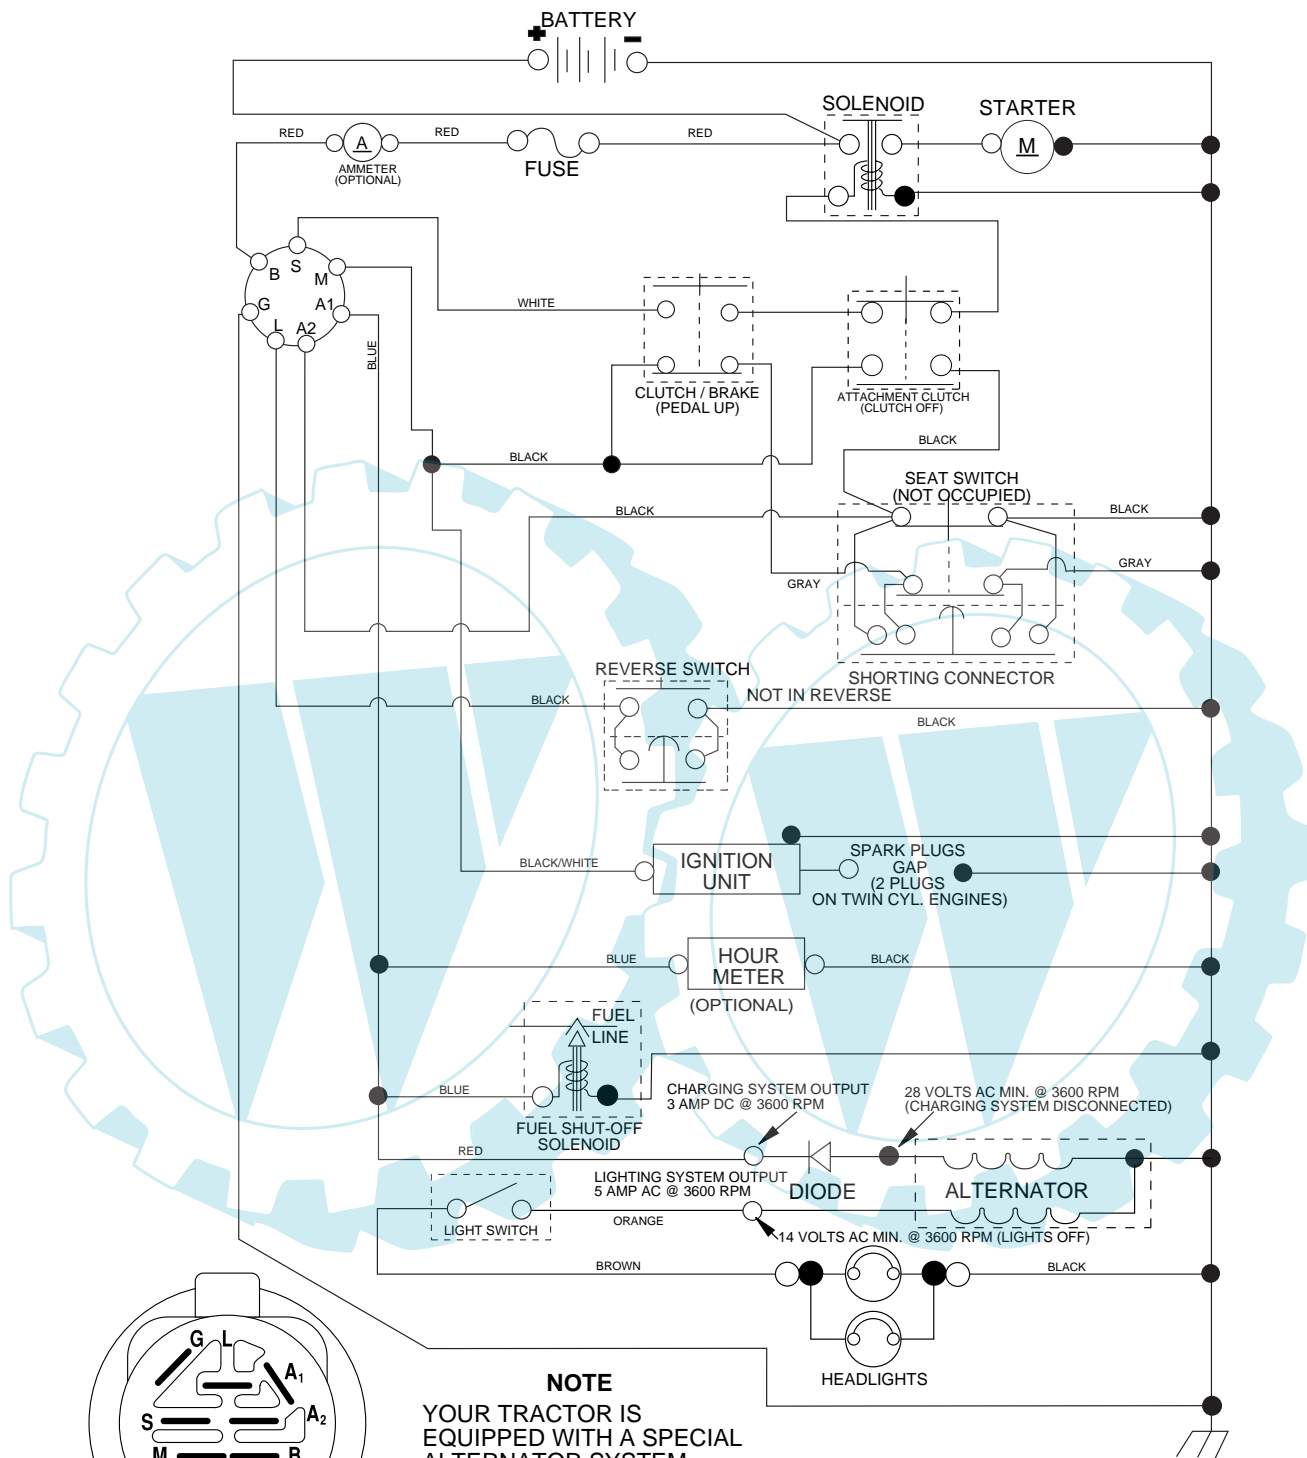 BATTERY
+
-
SOLENOID
STARTER
RED
A
RED
RED
M
AMMETER
(OPTIONAL)
FUSE
B
S
M
G
A1
L
A2
BLUE
WHITE
CLUTCH / BRAKE
(PEDAL UP)
ATTACHMENT CLUTCH
(CLUTCH OFF)
BLACK
BLACK
SEAT SWITCH
(NOT OCCUPIED)
BLACK
BLACK
GRAY
GRAY
REVERSE SWITCH
SHORTING CONNECTOR
BLACK
NOT IN REVERSE
BLACK
BLACK/WHITE
IGNITION
UNIT
SPARK PLUGS
GAP
(2 PLUGS
ON TWIN CYL. ENGINES)
BLUE
HOUR
METER
BLACK
(OPTIONAL)
FUEL
LINE
BLUE
CHARGING SYSTEM OUTPUT
3 AMP DC @ 3600 RPM
28 VOLTS AC MIN. @ 3600 RPM
(CHARGING SYSTEM DISCONNECTED)
FUEL SHUT-OFF
SOLENOID
RED
LIGHTING SYSTEM OUTPUT
5 AMP AC @ 3600 RPM
DIODE
ALTERNATOR
LIGHT SWITCH
ORANGE
14 VOLTS AC MIN. @ 3600 RPM (LIGHTS OFF)
BROWN
BLACK
HEADLIGHTS
G
L
A1
S
A2
M
B
NOTE
YOUR TRACTOR IS
EQUIPPED WITH A SPECIAL
ALTERNATOR SYSTEM